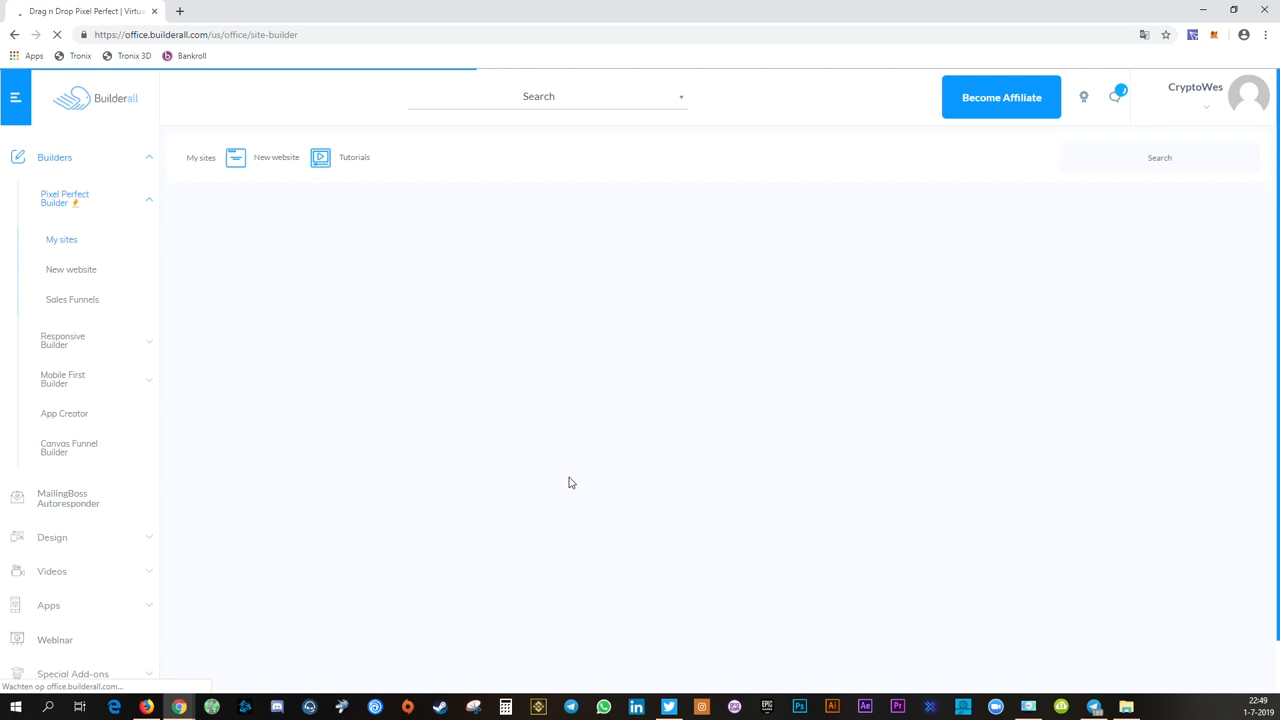 Drag n Drop Pixel Perfect | Virtua
https://office.builderall.com/us/office/site-builder
Apps
Tronix
Tronix 3D
Bankroll
Builderall
Search
Become Affiliate
CryptoWes
Builders
My sites
New website
Tutorials
Search
Pixel Perfect
Builder
My sites
New website
Sales Funnels
Responsive
Builder
Mobile First
Builder
App Creator
Canvas Funnel
Builder
MailingBoss
Autoresponder
Design
Videos
Apps
Webinar
Special Add-ons
Wachten op office.builderall.com...
22:49
1-7-2019